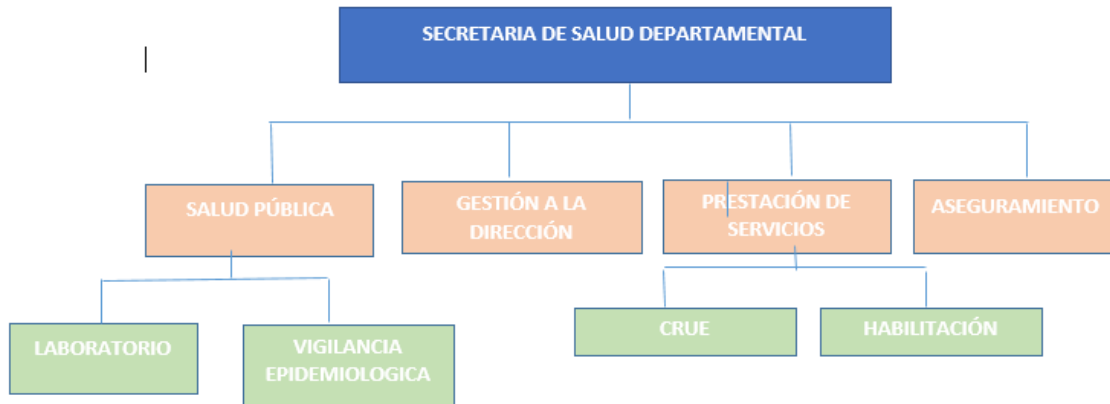 SECRETARIA DE SALUD DEPARTAMENTAL
SALUD PÚBLICA
GESTIÓN A LA
DIRECCIÓN
PRESTACIÓN DE
SERVICIOS
ASEGURAMIENTO
LABORATORIO
VIGILANCIA
EPIDEMIOLOGICA
CRUE
HABILITACIÓN